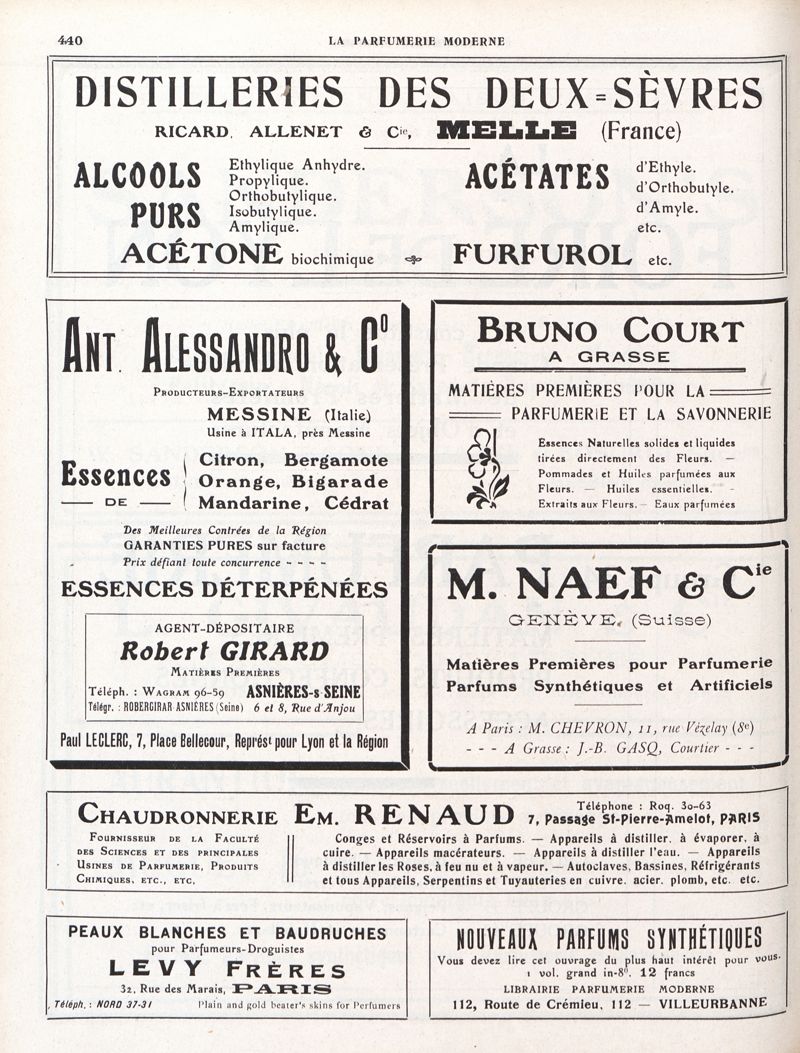 440
LA PARFUMERIE MODERNE
DISTILLERIES DES DEUX=SÈVRES
RICARD, ALLENET & Cie, MELLE (France)
ALCOOLS PURS
Ethylique Anhydre.
Propylique.
Orthobutylique.
Isobutylique.
Amylique.
ACÉTATES
d'Ethyle.
d'Orthobutyle.
d'Amyle.
etc.
ACÉTONE biochimique FURFUROL etc.
ANT. ALESSANDRO & Co
PRODUCTEURS-EXPORTATEURS
MESSINE (Italie)
Usine à ITALA, près Messine
Essences
DE
Citron, Bergamote
Orange, Bigarade
Mandarine, Cédrat
Des Meilleures Contrées de la Région
GARANTIES PURES sur facture
Prix défiant toute concurrence - - - -
ESSENCES DÉTERPÉNÉES
AGENT-DÉPOSITAIRE
Robert GIRARD
MATIÈRES PREMIÈRES
Téléph. : WAGRAM 96-59 ASNIÈRES-s SEINE
Télégr. : ROBERGIRAR ASNIÈRES (Seine) 6 et 8, Rue d'Anjou
Paul LECLERC, 7, Place Bellecour, Représt pour Lyon et la Région
BRUNO COURT
A GRASSE
MATIÈRES PREMIÈRES POUR LA
PARFUMERIE ET LA SAVONNERIE
Essences Naturelles solides et liquides
tirées directement des Fleurs. —
Pommades et Huiles parfumées aux
Fleurs. — Huiles essentielles. -
Extraits aux Fleurs. - Eaux parfumées
M. NAEF & Cie
GENÈVE, (Suisse)
Matières Premières pour Parfumerie
Parfums Synthétiques et Artificiels
A Paris : M. CHEVRON, 11, rue Vézelay (8e)
- - - A Grasse : J.-B. GASQ, Courtier - - -
CHAUDRONNERIE EM. RENAUD
Téléphone : Roq. 30-63
7, Passage St-Pierre-Amelot, PARIS
FOURNISSEUR DE LA FACULTÉ
DES SCIENCES ET DES PRINCIPALES
USINES DE PARFUMERIE, PRODUITS
CHIMIQUES, ETC., ETC.
Conges et Réservoirs à Parfums. — Appareils à distiller, à évaporer, à
cuire. — Appareils macérateurs. — Appareils à distiller l'eau. — Appareils
à distiller les Roses, à feu nu et à vapeur. — Autoclaves, Bassines, Réfrigérants
et tous Appareils, Serpentins et Tuyauteries en cuivre, acier, plomb, etc. etc.
PEAUX BLANCHES ET BAUDRUCHES
pour Parfumeurs-Droguistes
LEVY FRÈRES
32, Rue des Marais, PARIS
Téléph. : NORD 37-31 Plain and gold beater's skins for Perfumers
NOUVEAUX PARFUMS SYNTHÉTIQUES
Vous devez lire cet ouvrage du plus haut intérêt pour vous.
1 vol. grand in-8o. 12 francs
LIBRAIRIE PARFUMERIE MODERNE
112, Route de Crémieu, 112 — VILLEURBANNE